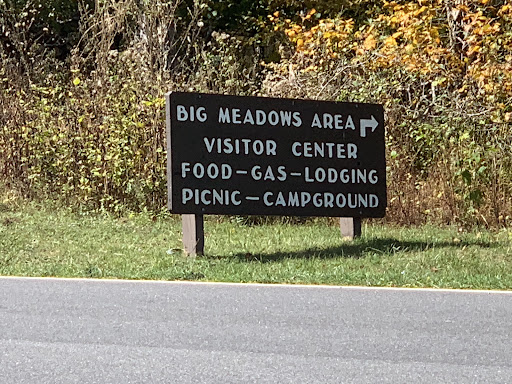 BIG MEADOWS AREA
VISITOR CENTER
FOOD–GAS–LODGING
PICNIC–CAMPGROUND